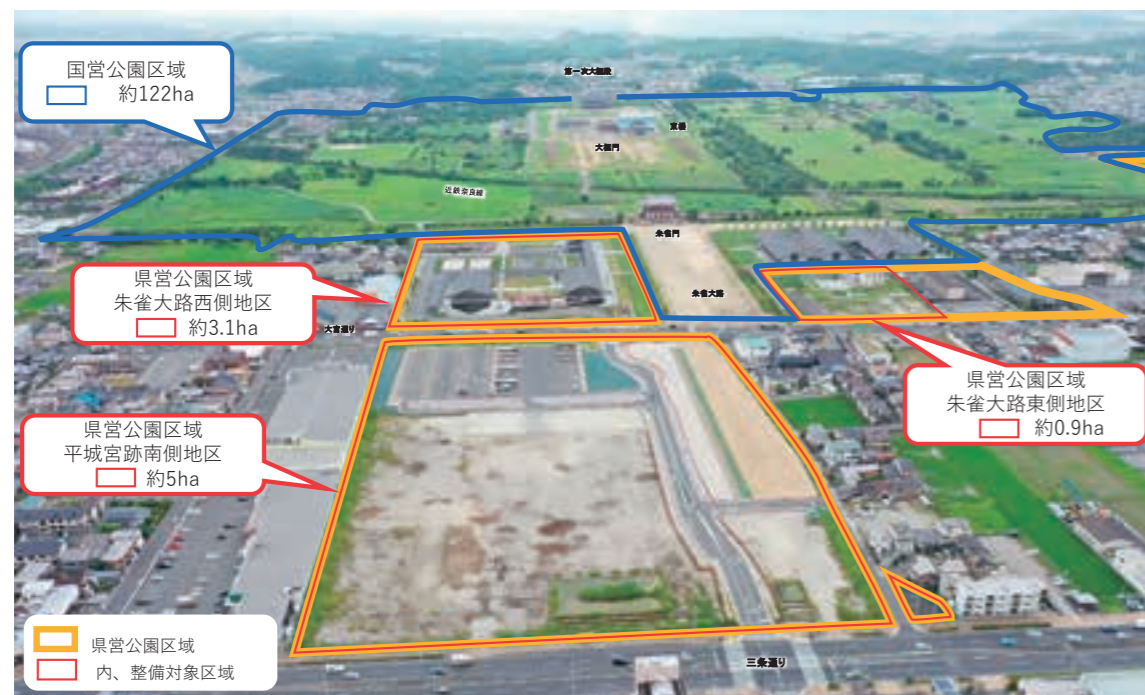 国営公園区域
約122ha
第一次大極殿
東楼
大極門
近鉄奈良線
朱雀門
県営公園区域
朱雀大路西側地区
約3.1ha
朱雀大路
大宮通り
県営公園区域
朱雀大路東側地区
約0.9ha
県営公園区域
平城宮跡南側地区
約5ha
県営公園区域
内、整備対象区域
三条通り